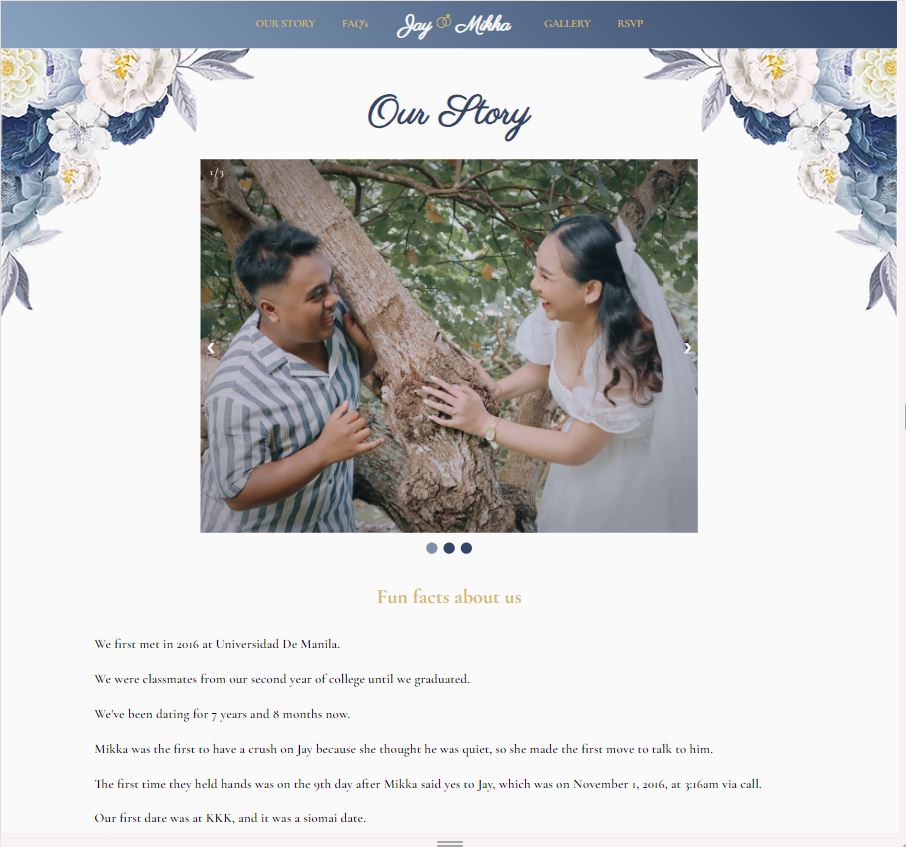 OUR STORY FAQ's Jay Mikka GALLERY RSVP
Our Story
1 / 3
Fun facts about us
We first met in 2016 at Universidad De Manila.
We were classmates from our second year of college until we graduated.
We've been dating for 7 years and 8 months now.
Mikka was the first to have a crush on Jay because she thought he was quiet, so she made the first move to talk to him.
The first time they held hands was on the 9th day after Mikka said yes to Jay, which was on November 1, 2016, at 3:16am via call.
Our first date was at KKK, and it was a siomai date.